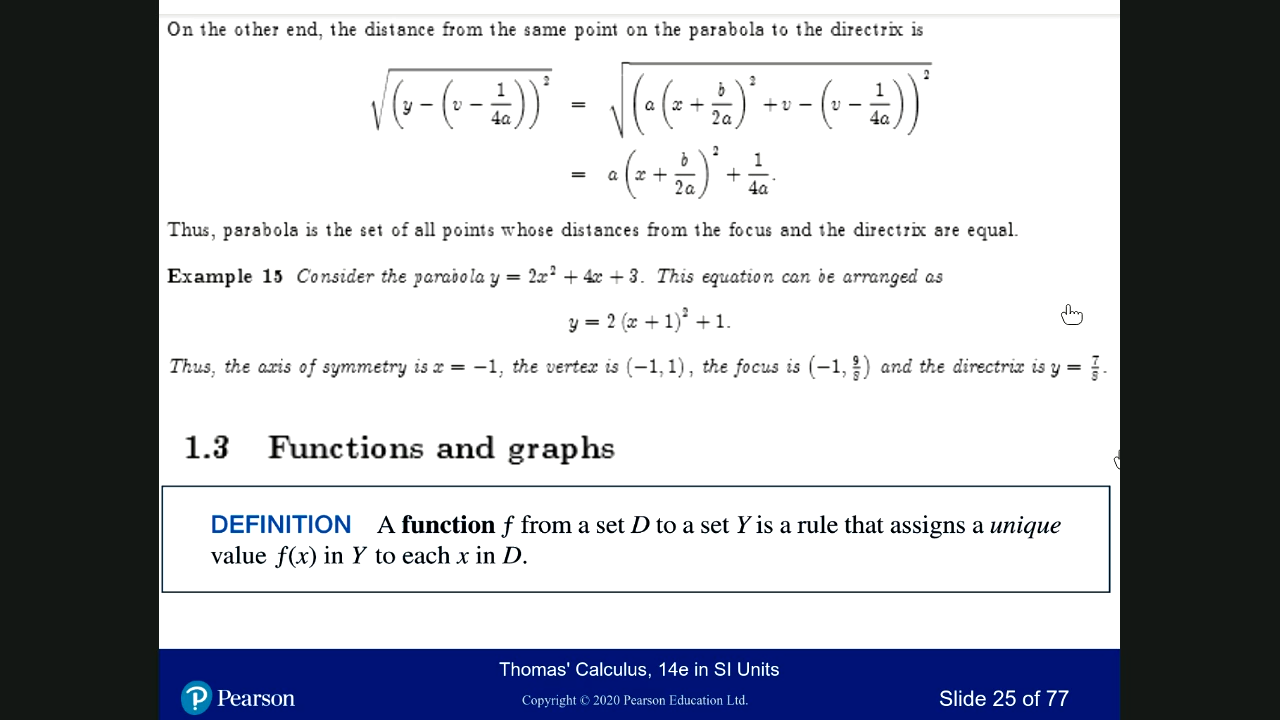 On the other end, the distance from the same point on the parabola to the directrix is
√((y − (v − 1/4a))²) = √((a(x + b/2a)² + v − (v − 1/4a))²)
= a(x + b/2a)² + 1/4a.
Thus, parabola is the set of all points whose distances from the focus and the directrix are equal.
Example 15 Consider the parabola y = 2x² + 4x + 3. This equation can be arranged as
y = 2 (x + 1)² + 1.
Thus, the axis of symmetry is x = −1, the vertex is (−1, 1), the focus is (−1, 9/8) and the directrix is y = 7/8.
1.3 Functions and graphs
DEFINITION A function f from a set D to a set Y is a rule that assigns a unique
value f(x) in Y to each x in D.
Thomas' Calculus, 14e in SI Units
P Pearson
Copyright © 2020 Pearson Education Ltd.
Slide 25 of 77